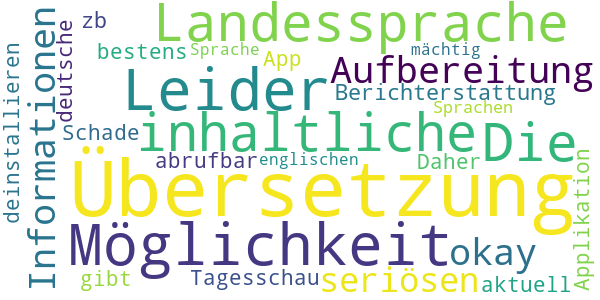 zb
Landessprache
deutsche
bestens
Sprache
mächtig
App
Aufbereitung
Informationen
deinstallieren
Leider
Berichterstattung
Sprachen
Schade
inhaltliche
Die
abrufbar
englischen
Daher
Applikation
Übersetzung
Möglichkeit
okay
gibt
Tagesschau
seriösen
aktuell